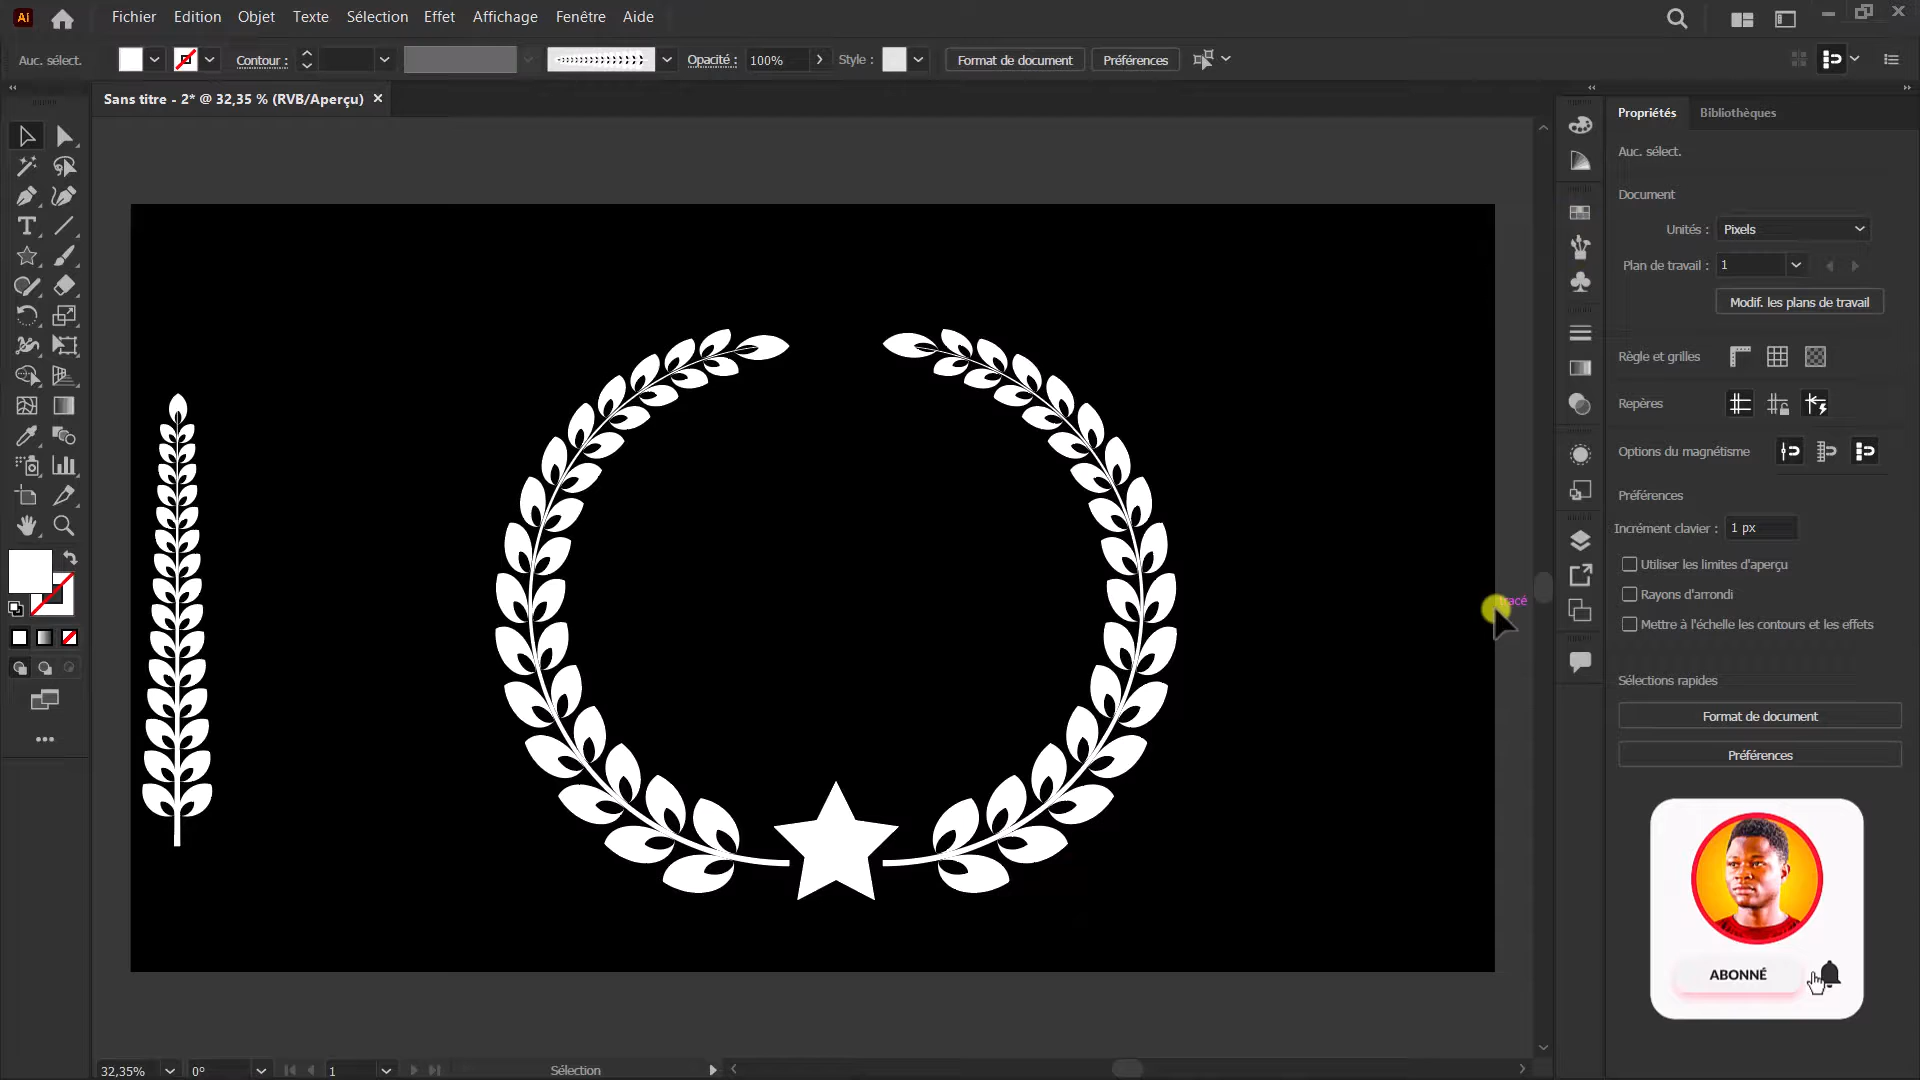 Ai
Fichier Edition Objet Texte Sélection Effet Affichage Fenêtre Aide
Auc. sélect. Contour : Opacité : 100% Style : Format de document Préférences
Sans titre - 2* @ 32,35 % (RVB/Aperçu) ×
Propriétés Bibliothèques
Auc. sélect.
Document
Unités : Pixels
Plan de travail : 1
Modif. les plans de travail
Règle et grilles
Repères
Options du magnétisme
Préférences
Incrément clavier : 1 px
Utiliser les limites d'aperçu
Rayons d'arrondi
Mettre à l'échelle les contours et les effets
tracé
Sélections rapides
Format de document
Préférences
ABONNÉ
32,35% 0° 1 Sélection